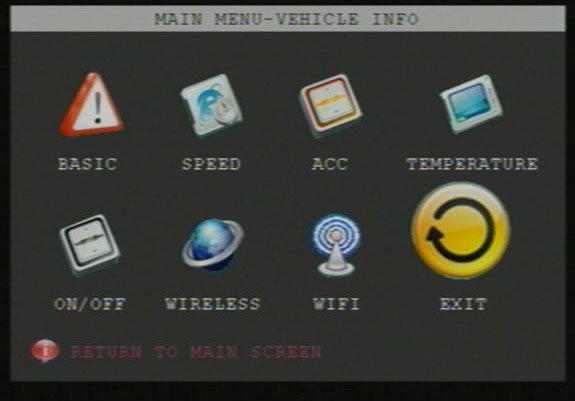 MAIN MENU-VEHICLE INFO
BASIC SPEED ACC TEMPERATURE
ON/OFF WIRELESS WIFI EXIT
RETURN TO MAIN SCREEN